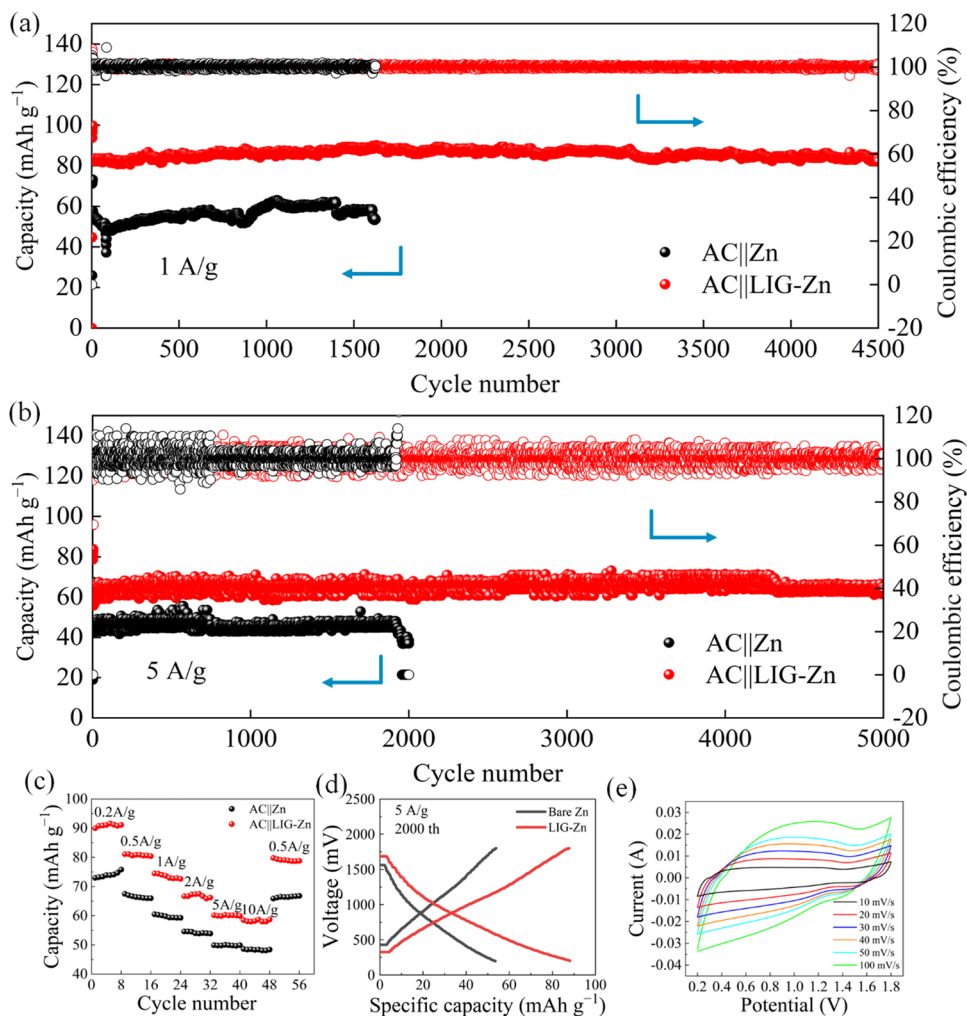 (a)
140
120
100
80
60
40
20
0
Capacity (mAh g⁻¹)
120
100
80
60
40
20
0
-20
Coulombic efficiency (%)
1 A/g
AC||Zn
AC||LIG-Zn
0 500 1000 1500 2000 2500 3000 3500 4000 4500
Cycle number
(b)
140
120
100
80
60
40
20
0
Capacity (mAh g⁻¹)
120
100
80
60
40
20
0
-20
Coulombic efficiency (%)
5 A/g
AC||Zn
AC||LIG-Zn
0 1000 2000 3000 4000 5000
Cycle number
(c)
100
90
80
70
60
50
40
Capacity (mAh g⁻¹)
AC||Zn
AC||LIG-Zn
0.2A/g
0.5A/g
1A/g
2A/g
5A/g
10A/g
0.5A/g
0 8 16 24 32 40 48 56
Cycle number
(d)
2500
2000
1500
1000
500
0
Voltage (mV)
5 A/g
2000 th
Bare Zn
LIG-Zn
0 20 40 60 80 100
Specific capacity (mAh g⁻¹)
(e)
0.03
0.02
0.01
0.00
-0.01
-0.02
-0.03
-0.04
Current (A)
10 mV/s
20 mV/s
30 mV/s
40 mV/s
50 mV/s
100 mV/s
0.2 0.4 0.6 0.8 1.0 1.2 1.4 1.6 1.8
Potential (V)